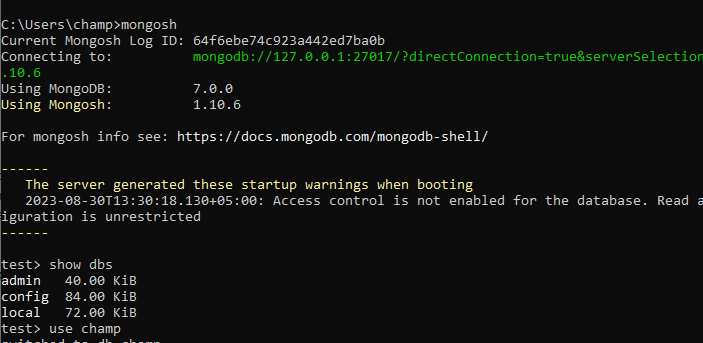 C:\Users\champ>mongosh
Current Mongosh Log ID: 64f6ebe74c923a442ed7ba0b
Connecting to:          mongodb://127.0.0.1:27017/?directConnection=true&serverSelection
.10.6
Using MongoDB:          7.0.0
Using Mongosh:          1.10.6
For mongosh info see: https://docs.mongodb.com/mongodb-shell/
------
   The server generated these startup warnings when booting
   2023-08-30T13:30:18.130+05:00: Access control is not enabled for the database. Read a
iguration is unrestricted
------
test> show dbs
admin   40.00 KiB
config  84.00 KiB
local   72.00 KiB
test> use champ
switched to db champ